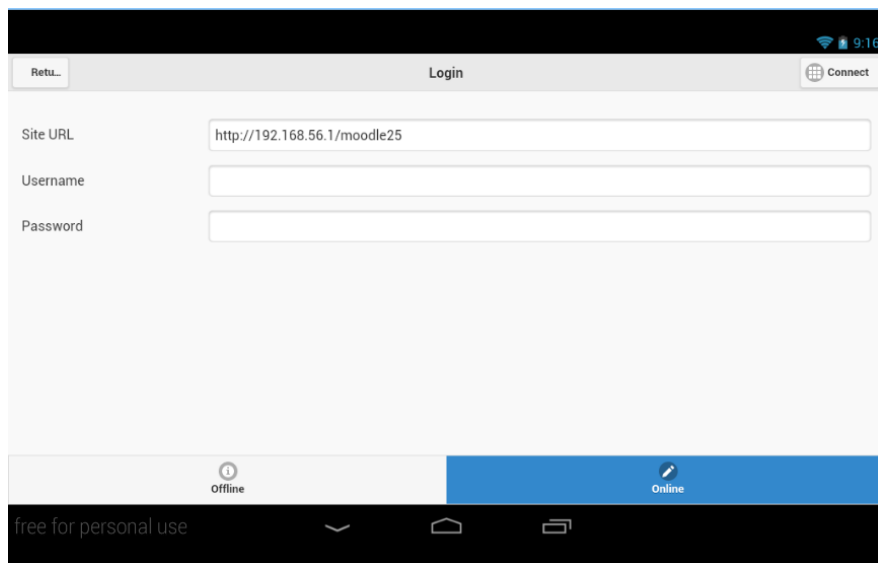 9:16
Retu...
Login
Connect
Site URL
http://192.168.56.1/moodle25
Username
Password
Offline
Online
free for personal use